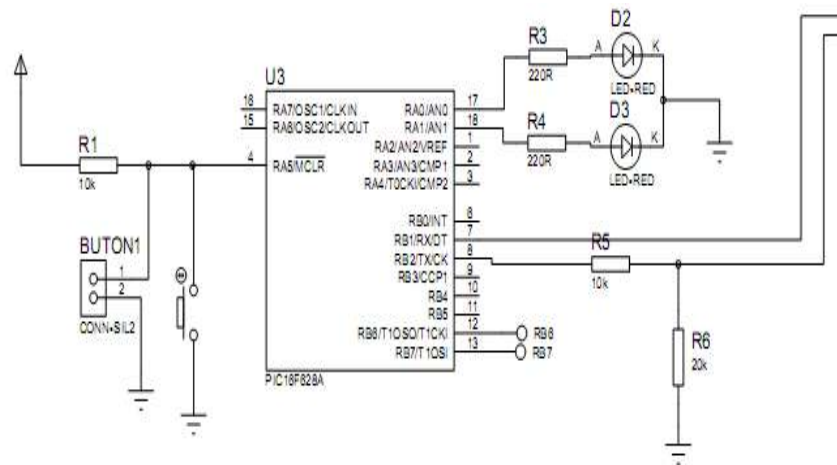 D2
R3
A
K
220R
LED-RED
D3
R4
A
K
220R
LED-RED
U3
16
RA7/OSC1/CLKIN
15
RA6/OSC2/CLKOUT
4
RA5/MCLR
RA0/AN0
17
RA1/AN1
18
RA2/AN2/VREF
1
RA3/AN3/CMP1
2
RA4/T0CKI/CMP2
3
RB0/INT
6
RB1/RX/DT
7
RB2/TX/CK
8
RB3/CCP1
9
RB4
10
RB5
11
RB6/T1OSO/T1CKI
12
RB6
RB7/T1OSI
13
RB7
PIC16F628A
R1
10k
BUTON1
1
2
CONN-SIL2
R5
10k
R6
20k